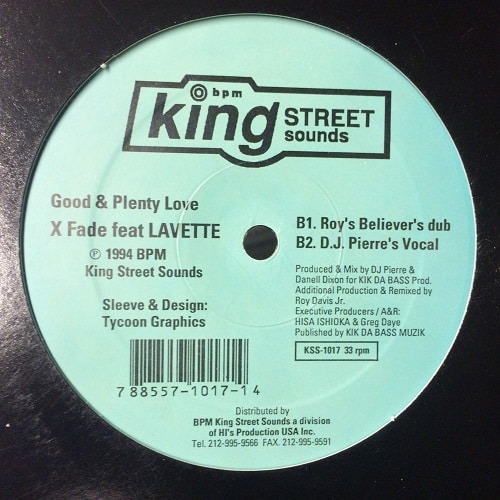 @ bpm
king STREET
sounds
Good & Plenty Love
X Fade feat LAVETTE
℗ 1994 BPM
King Street Sounds
Sleeve & Design:
Tycoon Graphics
B1. Roy's Believer's dub
B2. D.J. Pierre's Vocal
Produced & Mix by DJ Pierre &
Danell Dixon for KIK DA BASS Prod.
Additional Production & Remixed by
Roy Davis Jr.
Executive Producers / A&R:
HISA ISHIOKA & Greg Daye
Published by KIK DA BASS MUZIK
KSS-1017 33 rpm
7 88557-1017-1 4
Distributed by
BPM King Street Sounds a division
of HI's Production USA Inc.
Tel. 212-995-9566 FAX. 212-995-9591